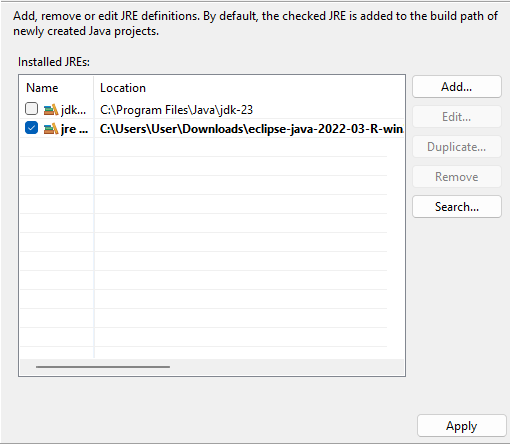 Add, remove or edit JRE definitions. By default, the checked JRE is added to the build path of
newly created Java projects.
Installed JREs:
Name Location
jdk... C:\Program Files\Java\jdk-23
jre ... C:\Users\User\Downloads\eclipse-java-2022-03-R-win
Add...
Edit...
Duplicate...
Remove
Search...
Apply